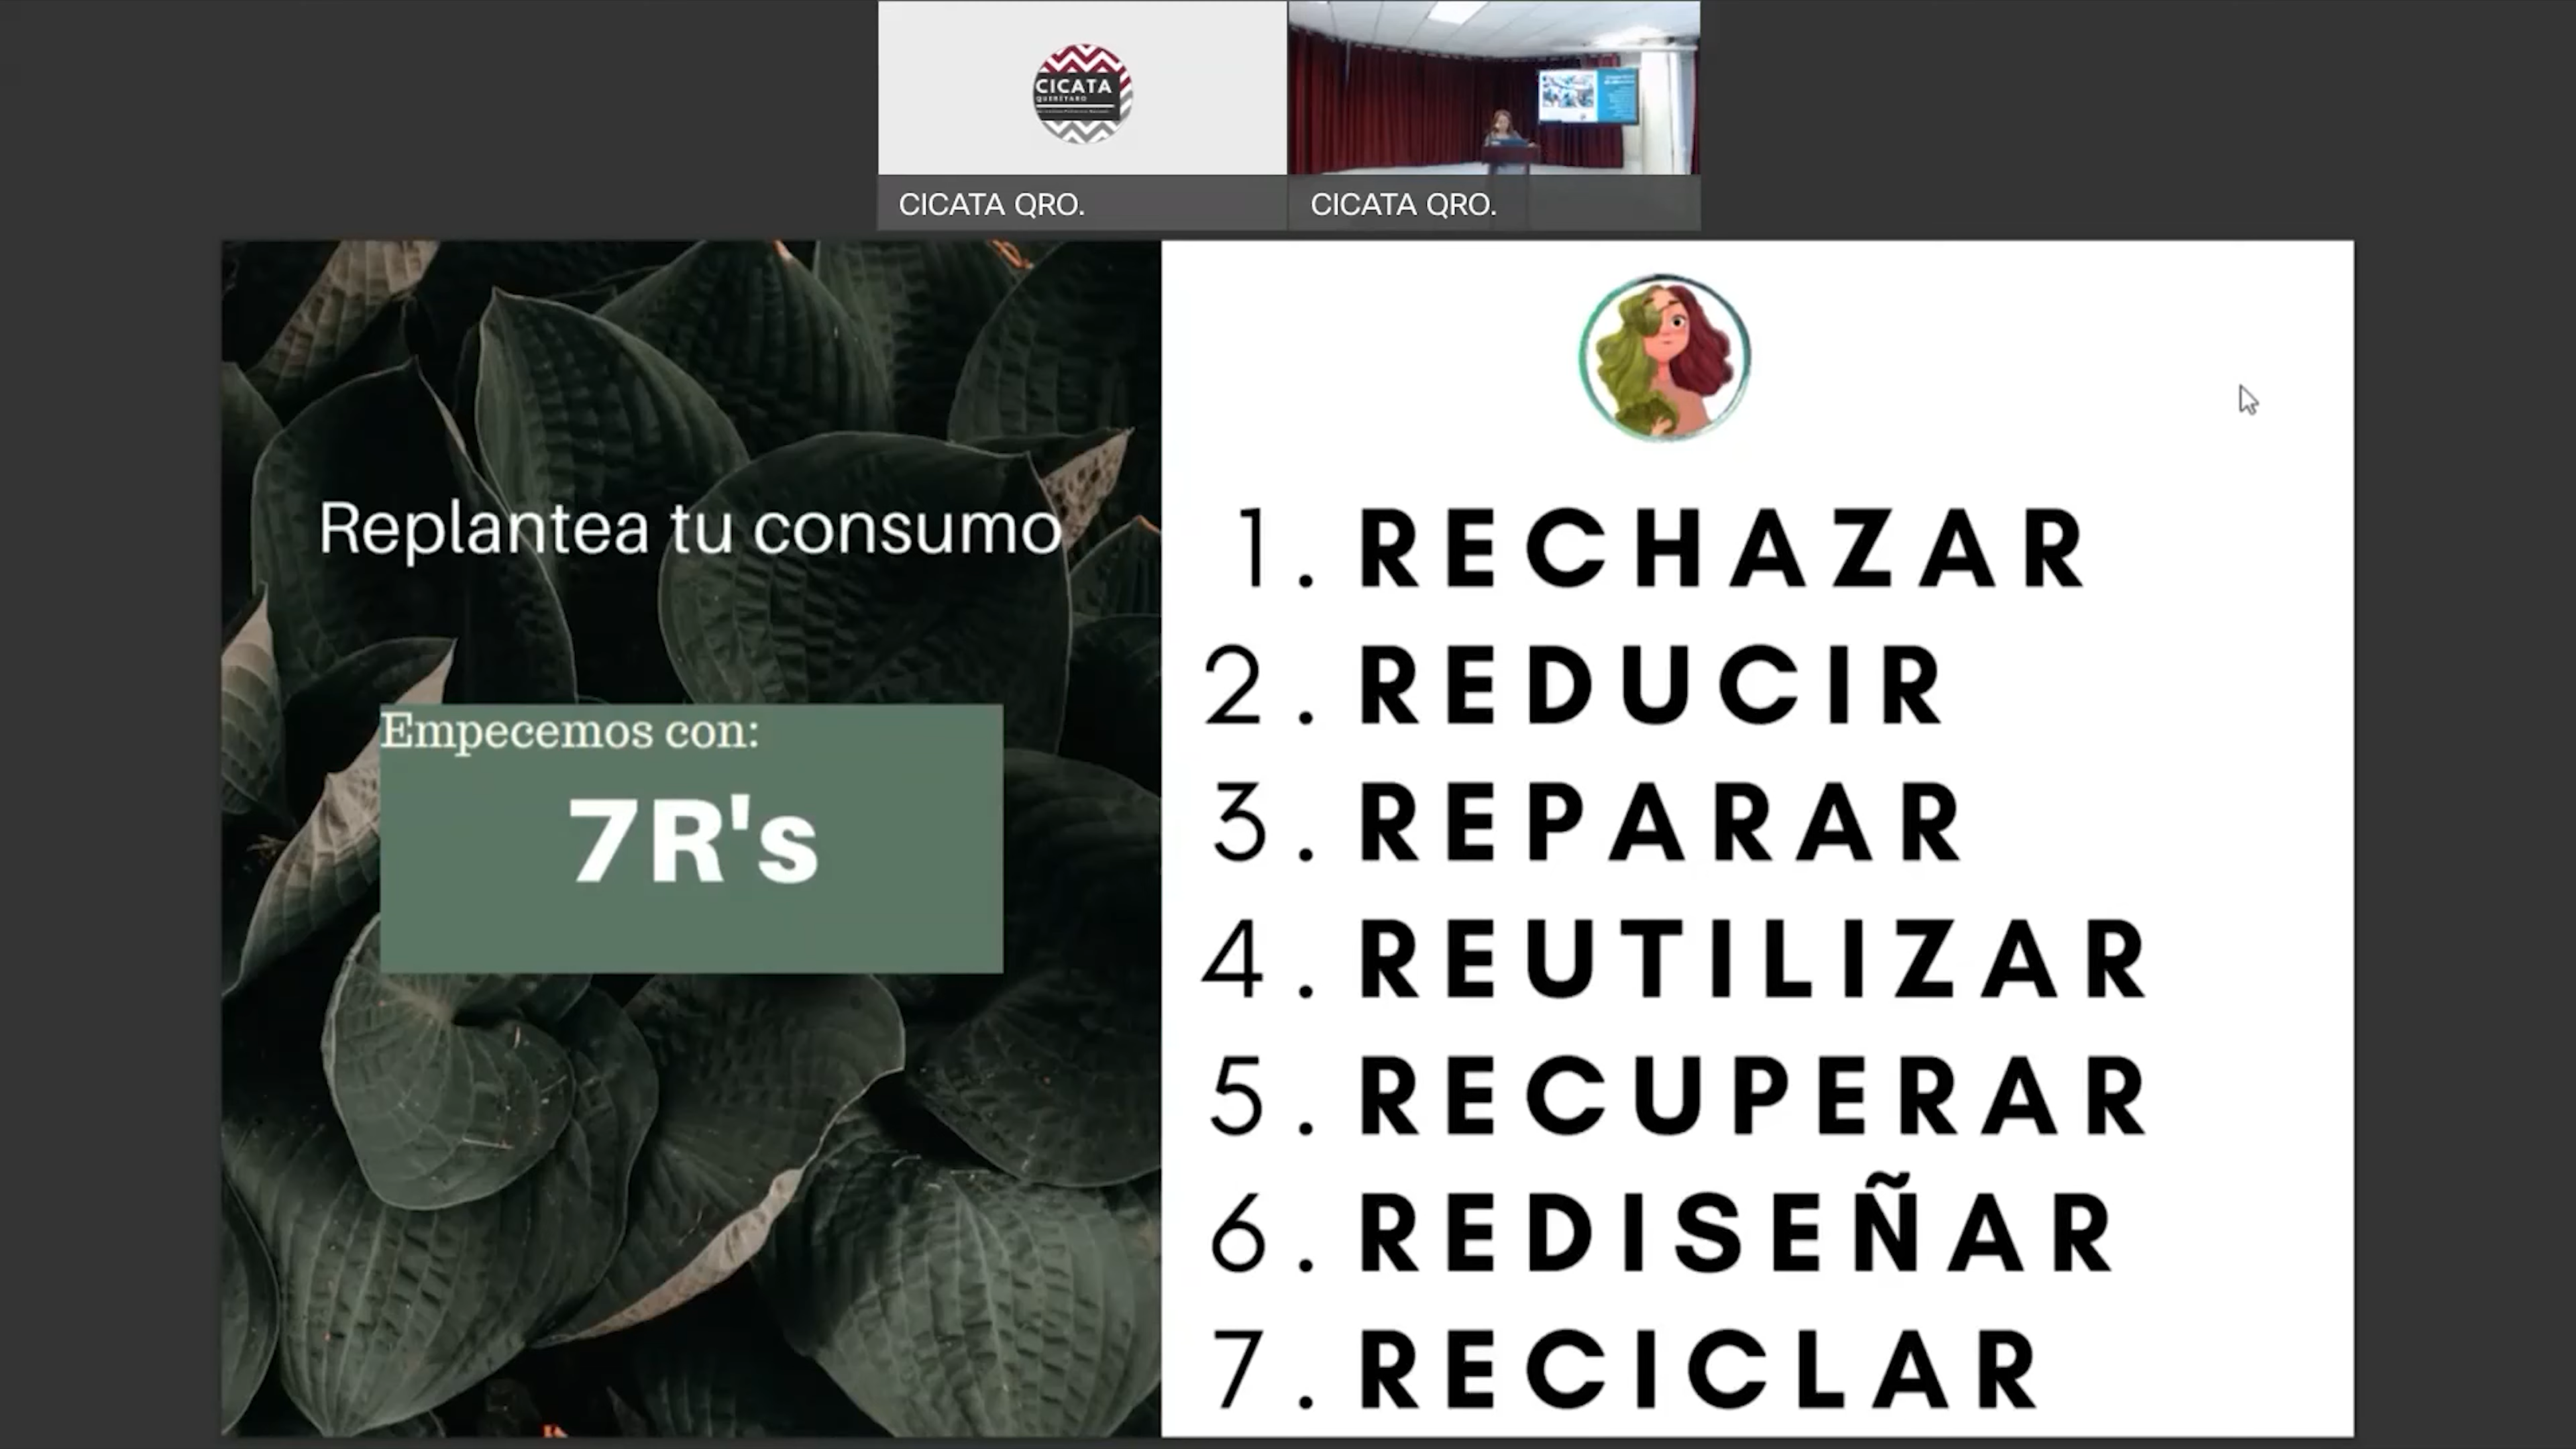 CICATA
QUERÉTARO
CICATA QRO.
CICATA QRO.
Replantea tu consumo
Empecemos con:
7R's
1. RECHAZAR
2. REDUCIR
3. REPARAR
4. REUTILIZAR
5. RECUPERAR
6. REDISEÑAR
7. RECICLAR